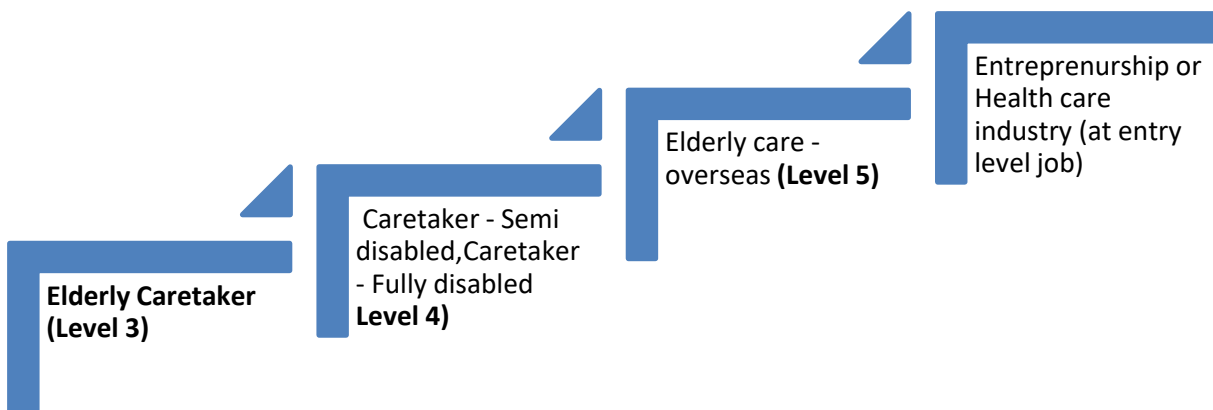 Elderly Caretaker
(Level 3)
Caretaker - Semi
disabled,Caretaker
- Fully disabled
Level 4)
Elderly care -
overseas (Level 5)
Entreprenurship or
Health care
industry (at entry
level job)